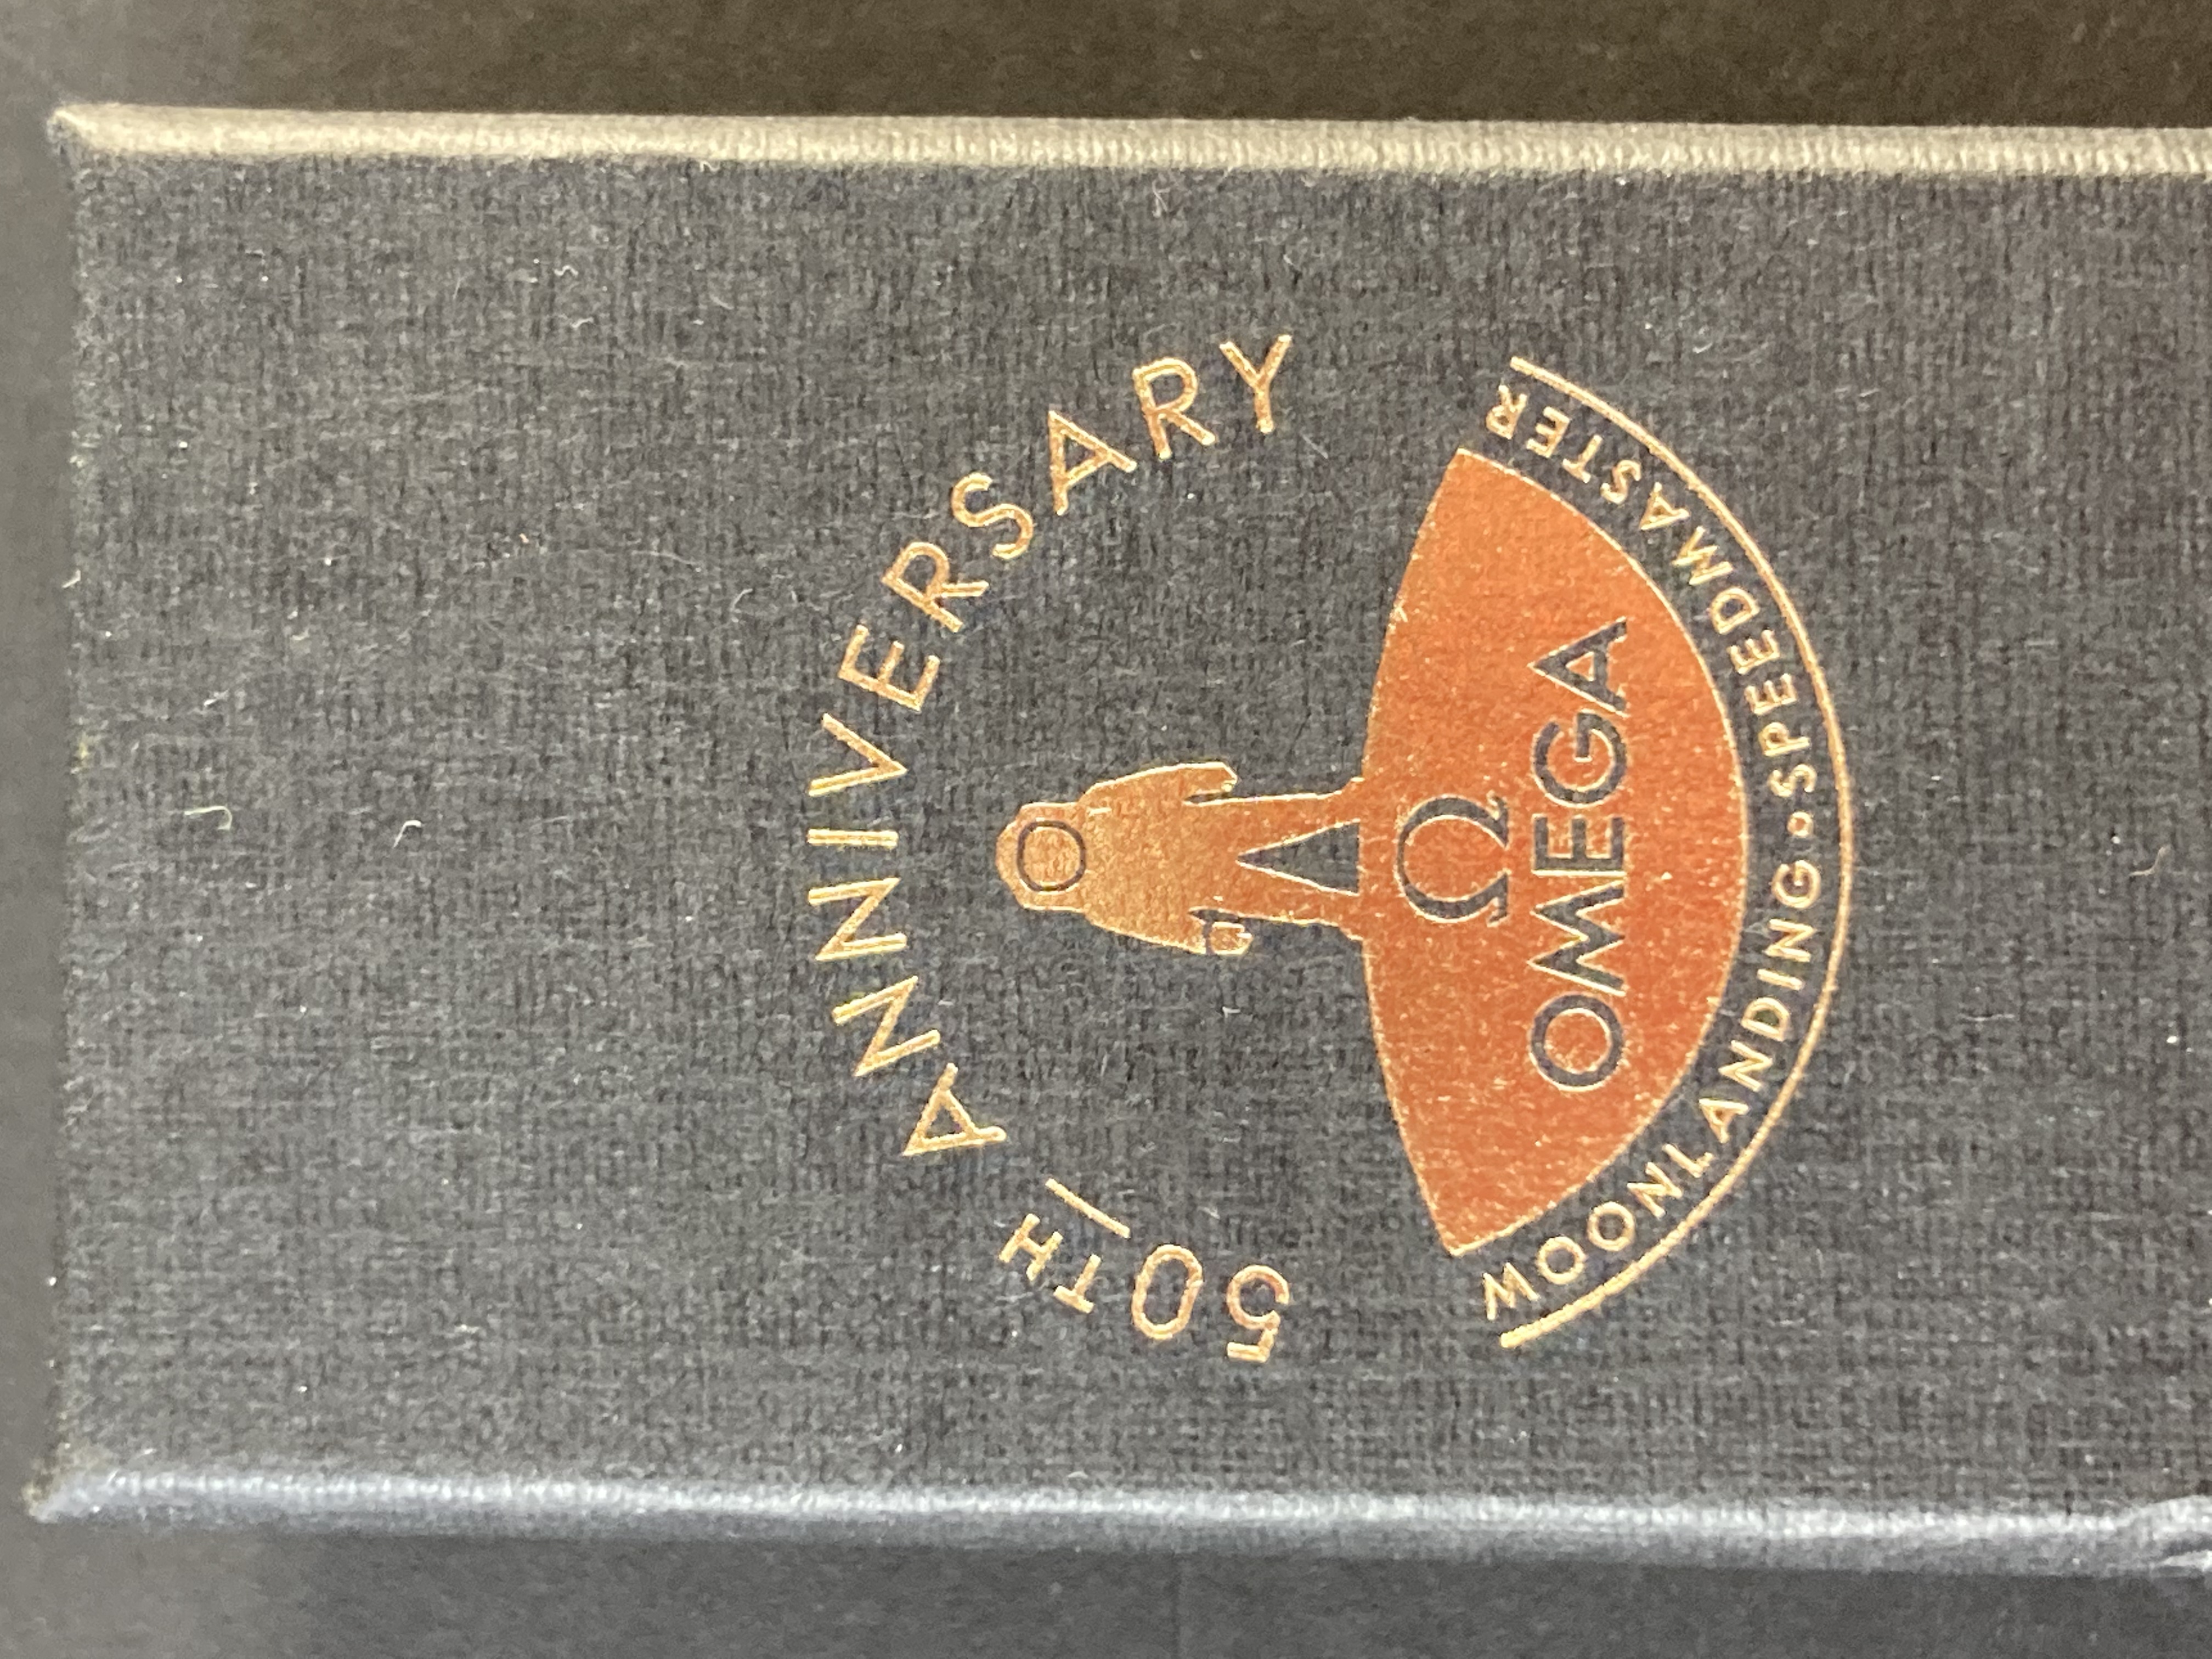 50TH ANNIVERSARY
Ω
OMEGA
MOONLANDING • SPEEDMASTER